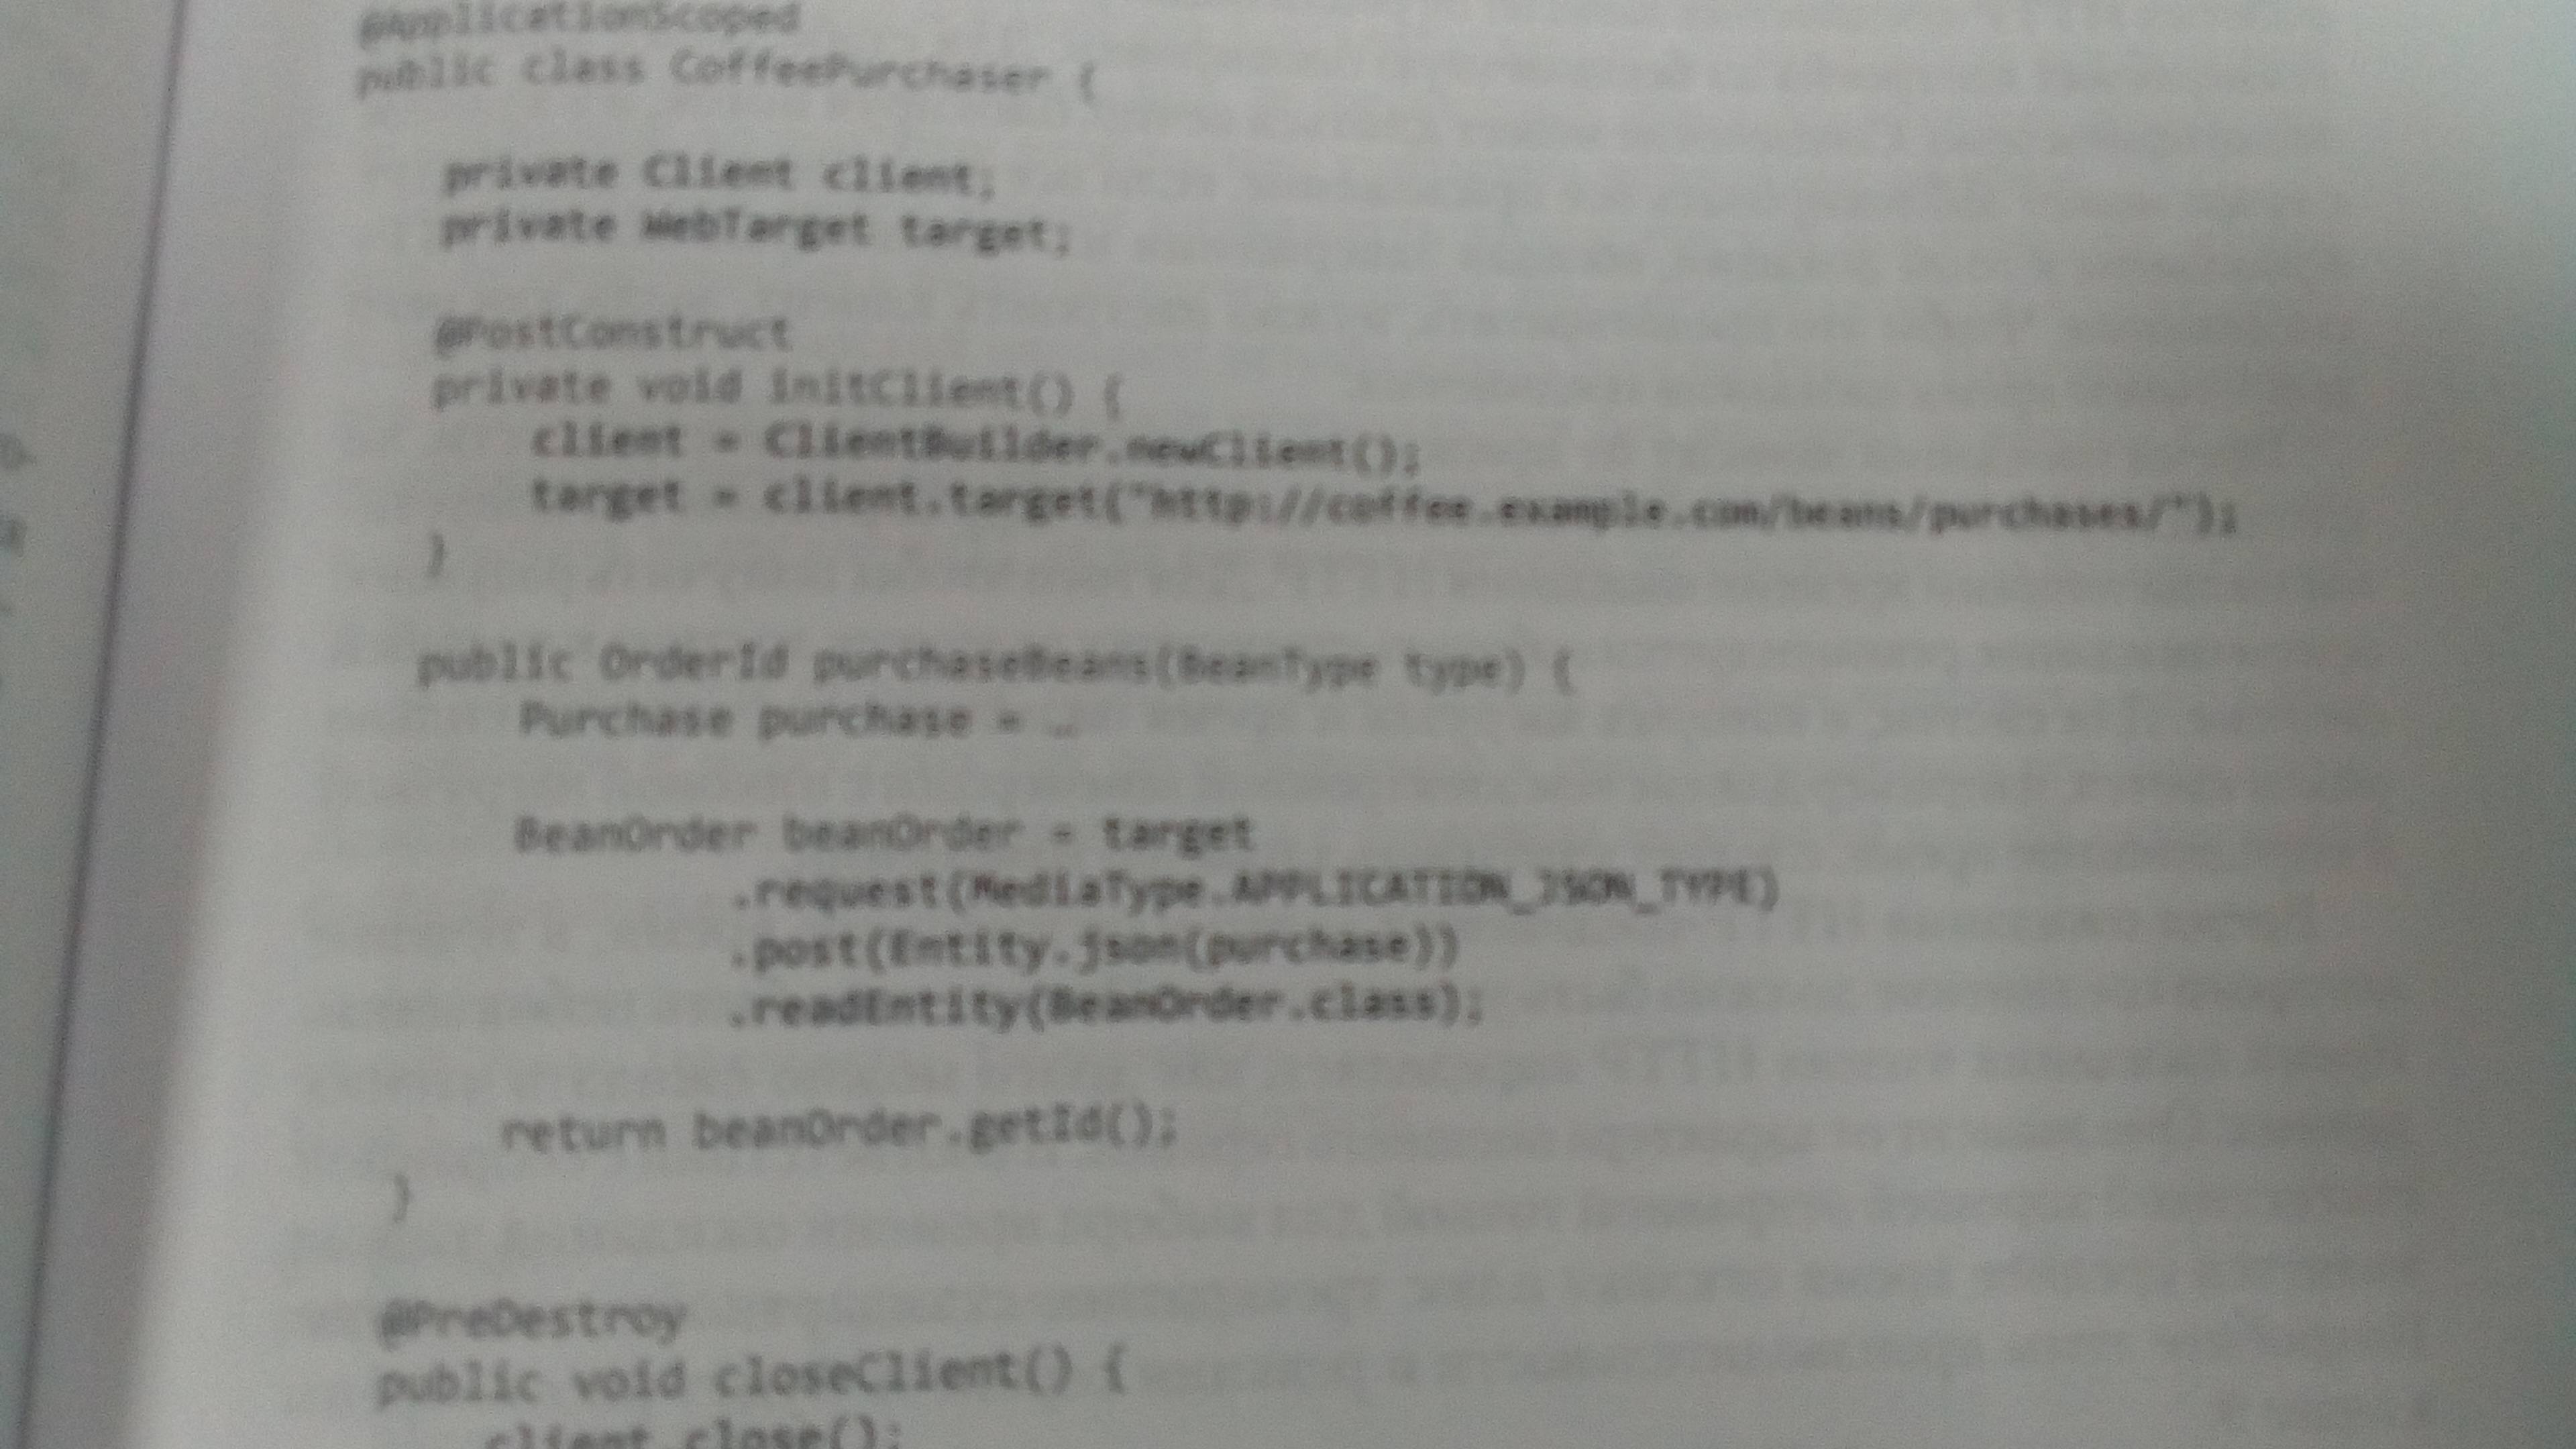 @ApplicationScoped
public class CoffeePurchaser {
private Client client;
private WebTarget target;
@PostConstruct
private void initClient() {
client = ClientBuilder.newClient();
target = client.target("http://coffee.example.com/beans/purchases/");
}
public OrderId purchaseBeans(BeanType type) {
Purchase purchase = …
BeanOrder beanOrder = target
.request(MediaType.APPLICATION_JSON_TYPE)
.post(Entity.json(purchase))
.readEntity(BeanOrder.class);
return beanOrder.getId();
}
@PreDestroy
public void closeClient() {
client.close();